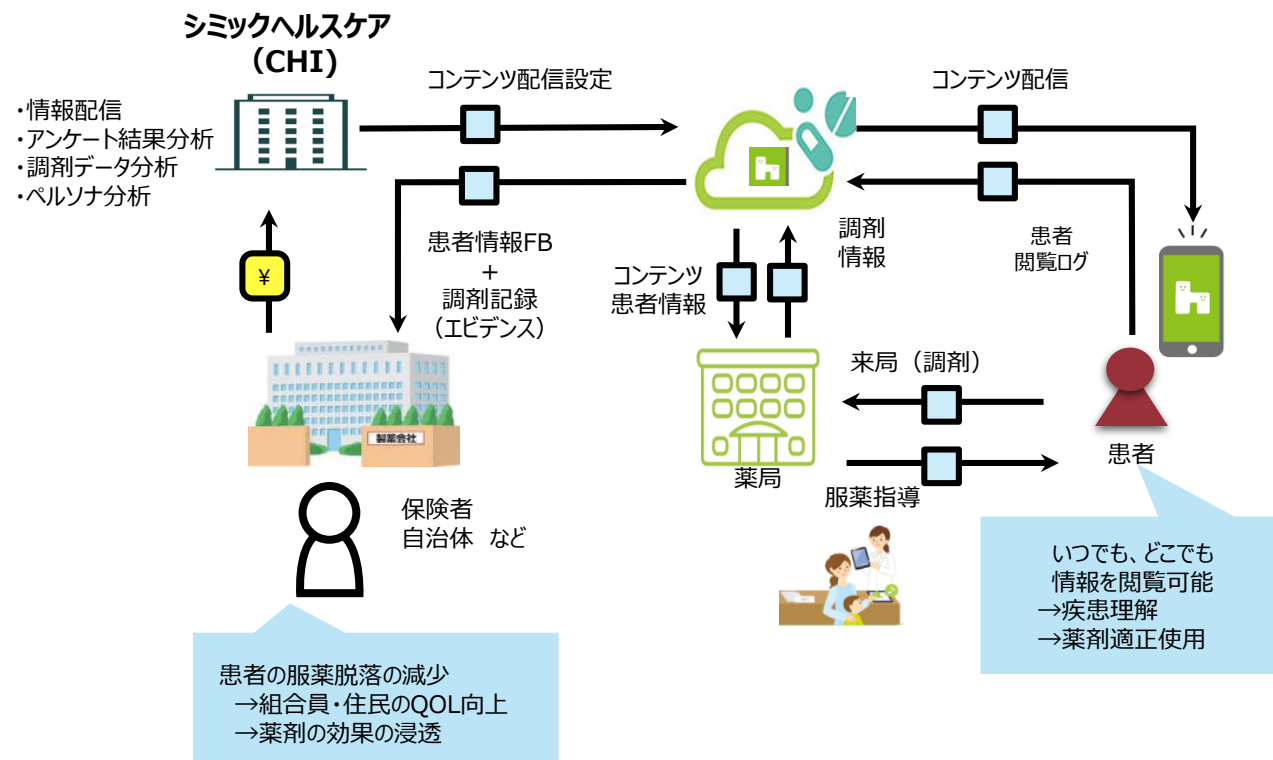 シミックヘルスケア
（CHI)
・情報配信
・アンケート結果分析
・調剤データ分析
・ペルソナ分析
コンテンツ配信設定
コンテンツ配信
患者情報FB
+
調剤記録
（エビデンス）
¥
コンテンツ
患者情報
調剤
情報
患者
閲覧ログ
来局（調剤）
製薬会社
薬局
服薬指導
患者
保険者
自治体 など
いつでも、どこでも
情報を閲覧可能
→疾患理解
→薬剤適正使用
患者の服薬脱落の減少
→組合員・住民のQOL向上
→薬剤の効果の浸透